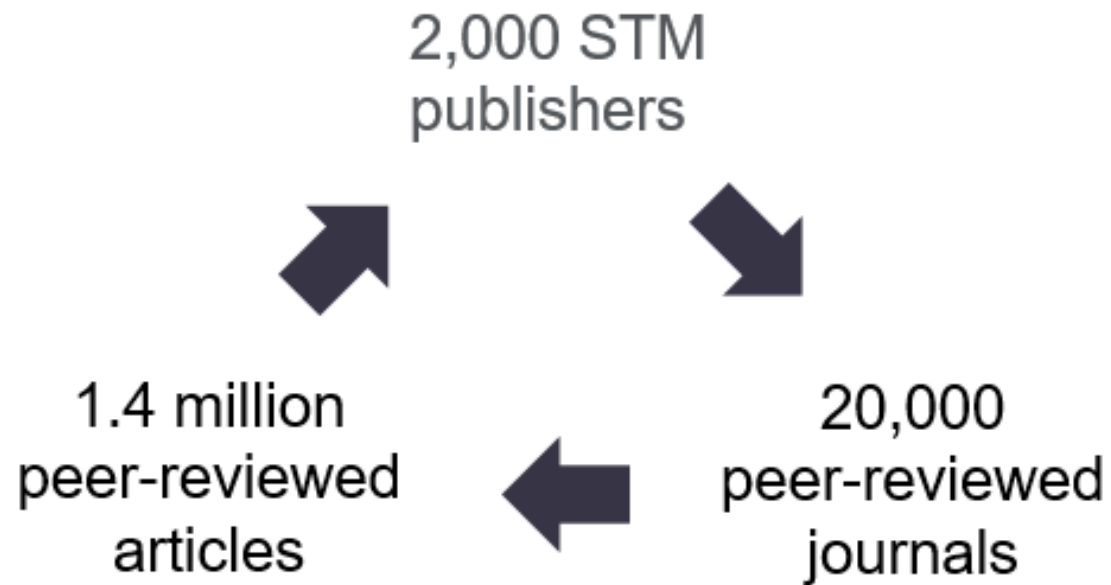 2,000 STM
publishers
1.4 million
peer-reviewed
articles
20,000
peer-reviewed
journals